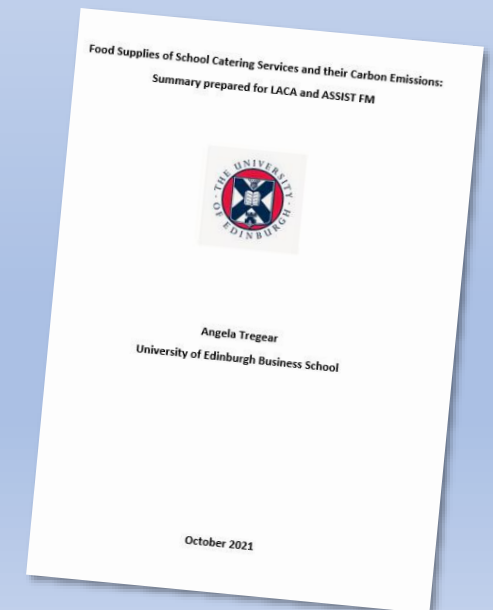 Food Supplies of School Catering Services and their Carbon Emissions:
Summary prepared for LACA and ASSIST FM
THE UNIVERSITY
OF EDINBURGH
Angela Tregear
University of Edinburgh Business School
October 2021